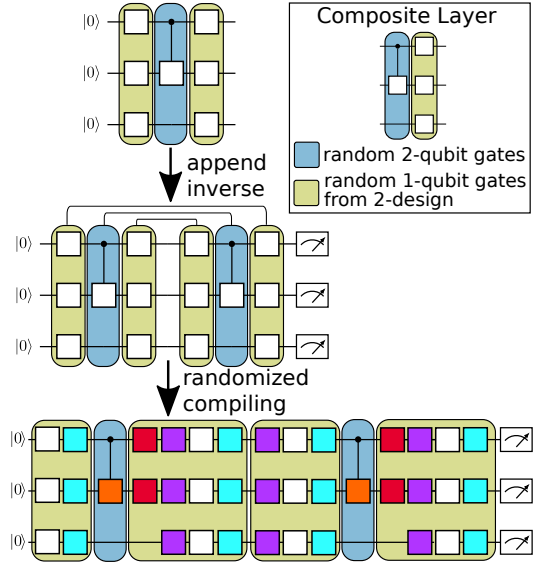 Composite Layer
random 2-qubit gates
random 1-qubit gates
from 2-design
|0⟩
|0⟩
|0⟩
append
inverse
|0⟩
|0⟩
|0⟩
randomized
compiling
|0⟩
|0⟩
|0⟩